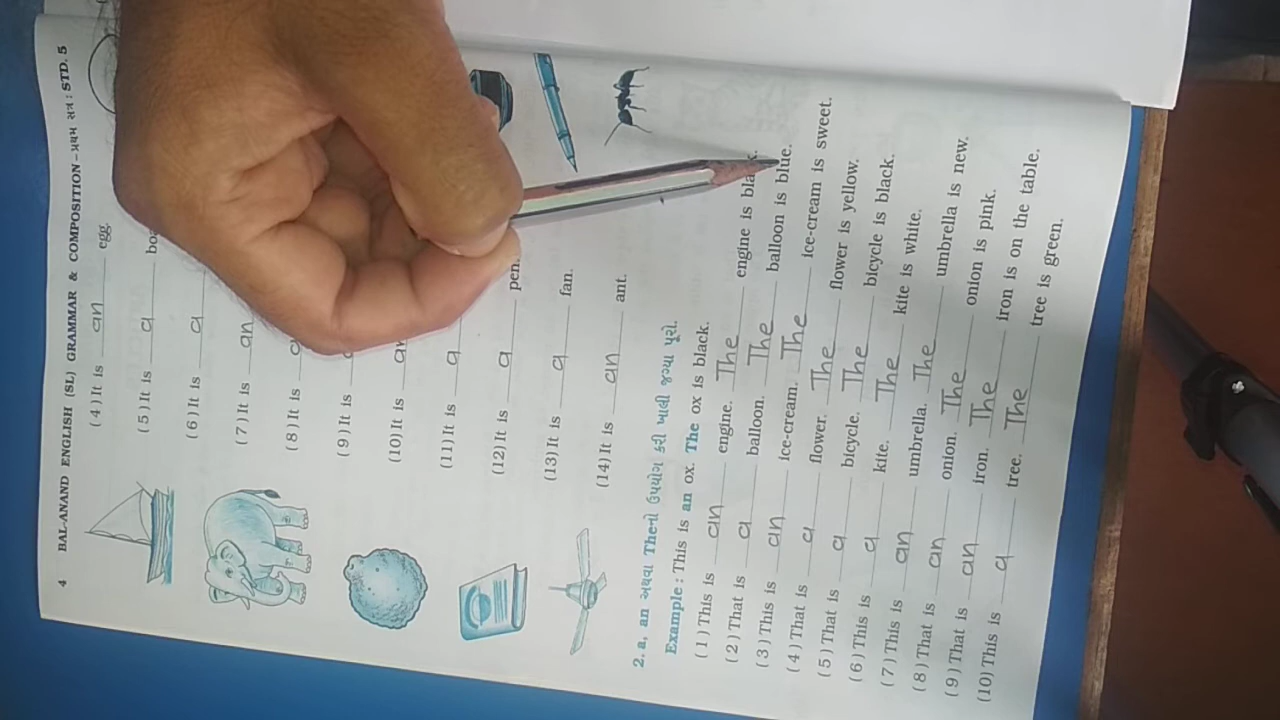 4 BAL-ANAND ENGLISH (SL) GRAMMAR & COMPOSITION – પ્રથમ સત્ર : STD. 5
(4) It is an egg.
(5) It is a
(6) It is a
(7) It is an
(8) It is
(9) It is
(10) It is an
(11) It is a
(12) It is a pen.
(13) It is a fan.
(14) It is an ant.
2. a, an અથવા Theનો ઉપયોગ કરી ખાલી જગ્યા પૂરો.
Example : This is an ox. The ox is black.
(1) This is an engine. The engine is black.
(2) That is a balloon. The balloon is blue.
(3) This is an ice-cream. The ice-cream is sweet.
(4) That is a flower. The flower is yellow.
(5) That is a bicycle. The bicycle is black.
(6) This is a kite. The kite is white.
(7) This is an umbrella. The umbrella is new.
(8) That is an onion. The onion is pink.
(9) That is an iron. The iron is on the table.
(10) This is a tree. The tree is green.